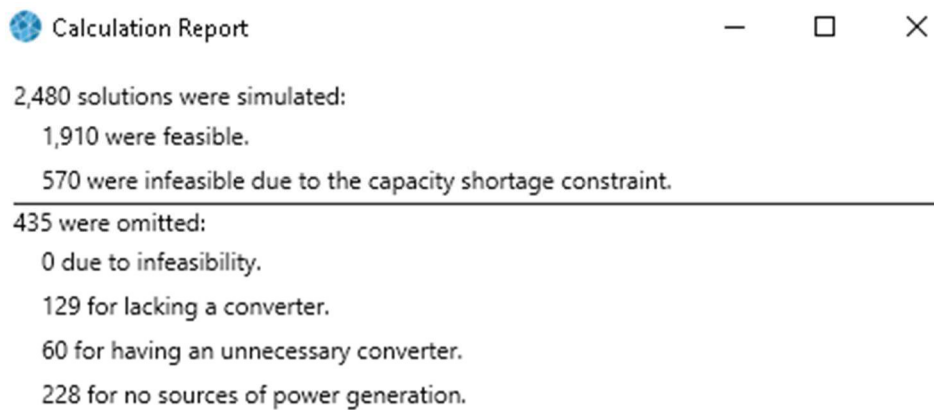 Calculation Report
2,480 solutions were simulated:
1,910 were feasible.
570 were infeasible due to the capacity shortage constraint.
435 were omitted:
0 due to infeasibility.
129 for lacking a converter.
60 for having an unnecessary converter.
228 for no sources of power generation.